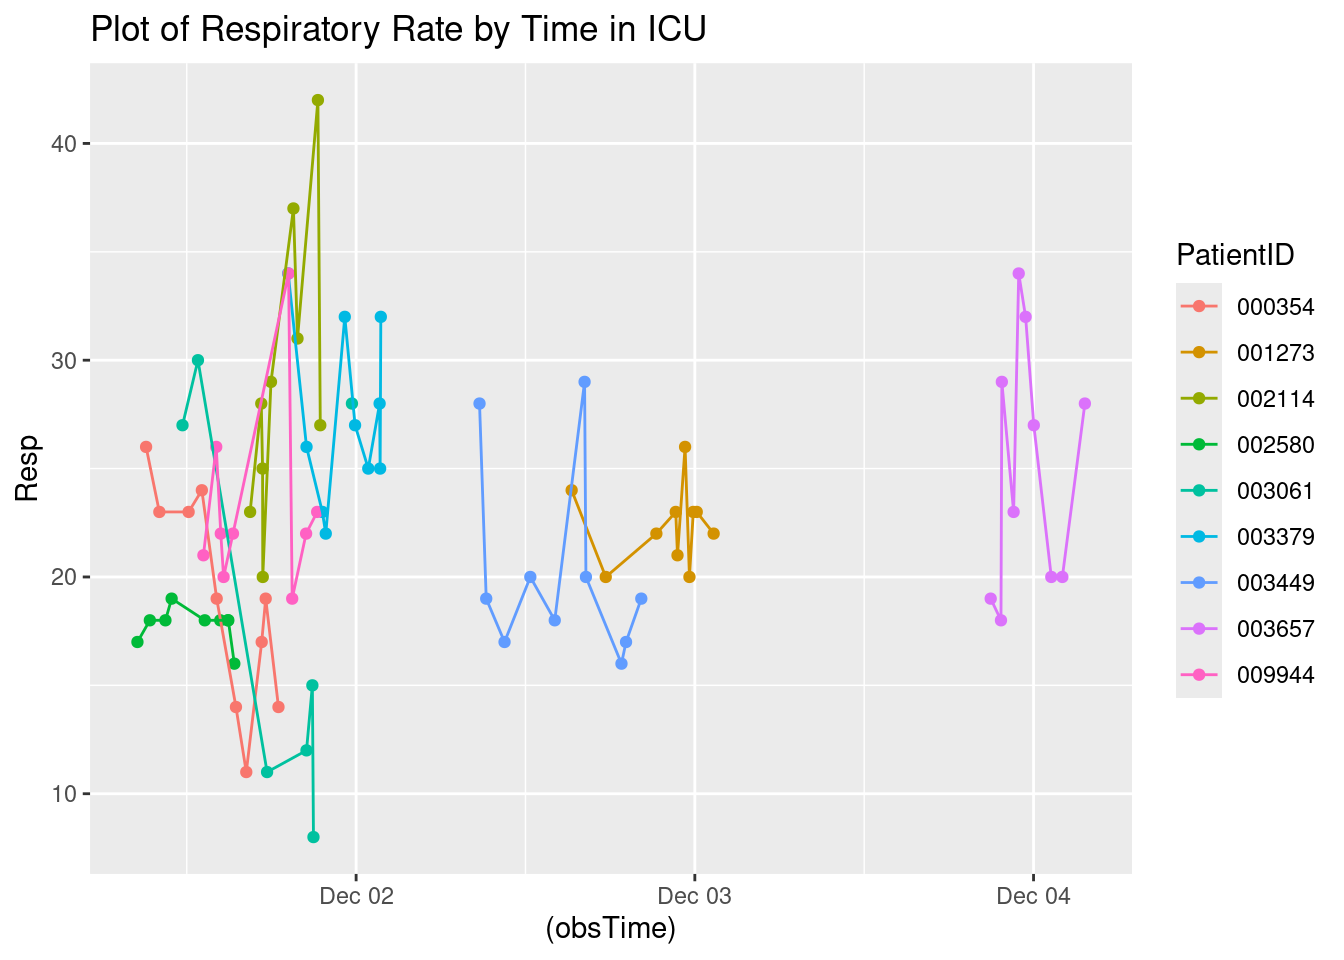 Plot of Respiratory Rate by Time in ICU
40
30
20
10
Resp
Dec 02
Dec 03
Dec 04
(obsTime)
PatientID
000354
001273
002114
002580
003061
003379
003449
003657
009944